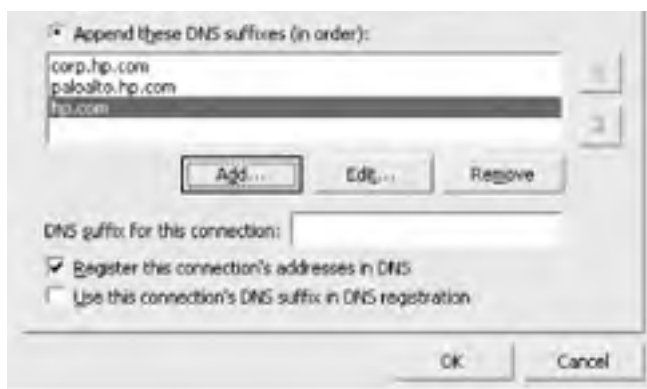 Append these DNS suffixes (in order):
corp.hp.com
paloalto.hp.com
hp.com
Add... Edit... Remove
DNS suffix for this connection:
Register this connection's addresses in DNS
Use this connection's DNS suffix in DNS registration
OK Cancel